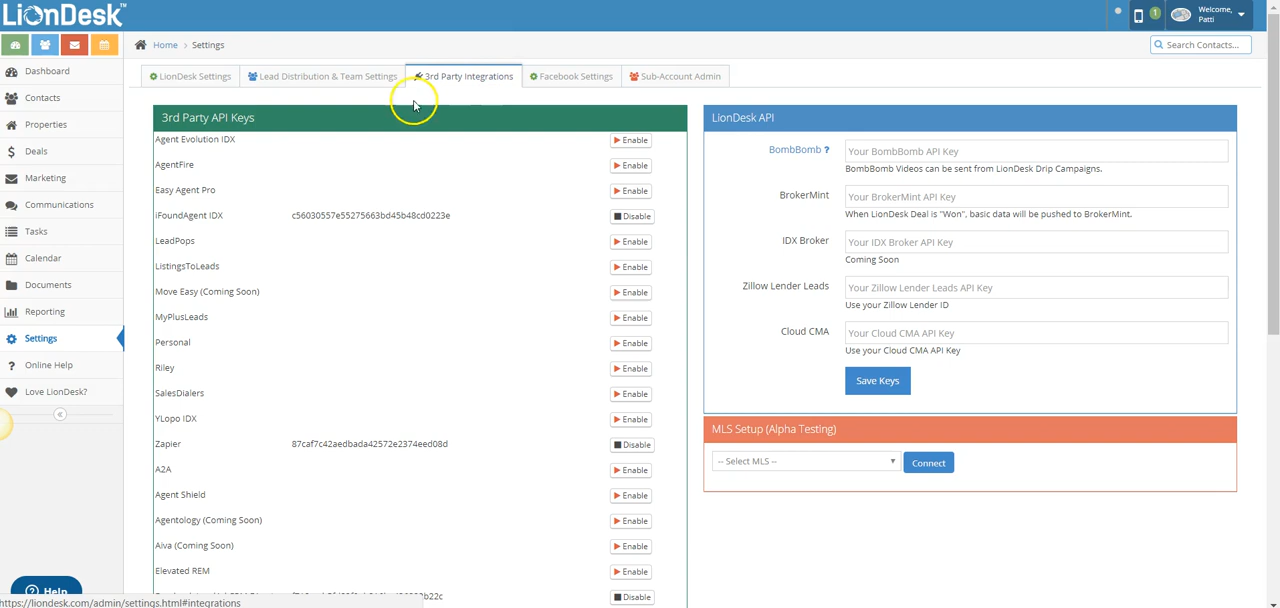 LionDesk™
1
Welcome,
Patti
Home > Settings
Search Contacts...
LionDesk Settings
Lead Distribution & Team Settings
3rd Party Integrations
Facebook Settings
Sub-Account Admin
Dashboard
Contacts
Properties
Deals
Marketing
Communications
Tasks
Calendar
Documents
Reporting
Settings
Online Help
Love LionDesk?
3rd Party API Keys
Agent Evolution IDX Enable
AgentFire Enable
Easy Agent Pro Enable
iFoundAgent IDX c56030557e55275663bd45b48cd0223e Disable
LeadPops Enable
ListingsToLeads Enable
Move Easy (Coming Soon) Enable
MyPlusLeads Enable
Personal Enable
Riley Enable
SalesDialers Enable
YLopo IDX Enable
Zapier 87caf7c42aedbada42572e2374eed08d Disable
A2A Enable
Agent Shield Enable
Agentology (Coming Soon) Enable
Aiva (Coming Soon) Enable
Elevated REM Enable
Disable
LionDesk API
BombBomb ? Your BombBomb API Key
BombBomb Videos can be sent from LionDesk Drip Campaigns.
BrokerMint Your BrokerMint API Key
When LionDesk Deal is "Won", basic data will be pushed to BrokerMint.
IDX Broker Your IDX Broker API Key
Coming Soon
Zillow Lender Leads Your Zillow Lender Leads API Key
Use your Zillow Lender ID
Cloud CMA Your Cloud CMA API Key
Use your Cloud CMA API Key
Save Keys
MLS Setup (Alpha Testing)
-- Select MLS --
Connect
Help
https://liondesk.com/admin/settings.html#integrations